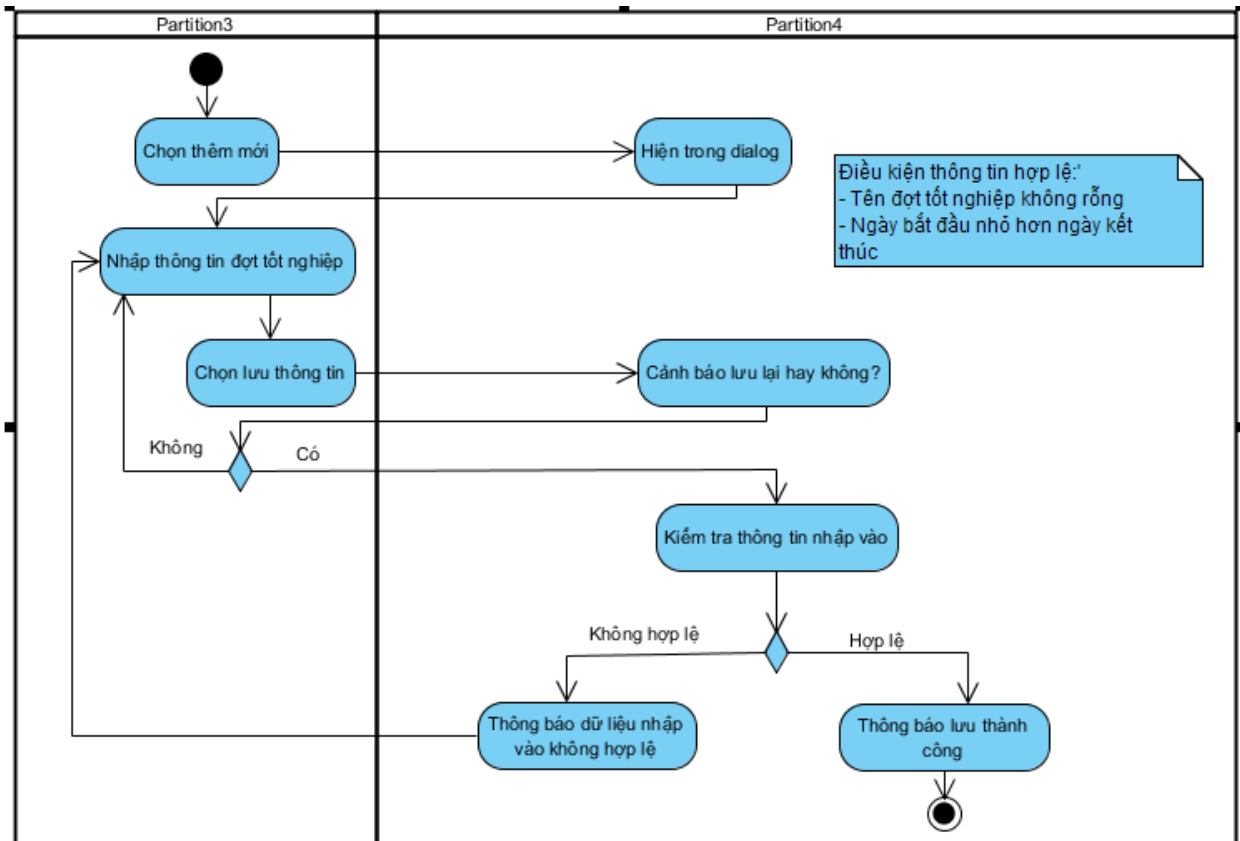 Partition3
Partition4
Chọn thêm mới
Hiện trong dialog
Điều kiện thông tin hợp lệ:'
- Tên đợt tốt nghiệp không rỗng
- Ngày bắt đầu nhỏ hơn ngày kết
thúc
Nhập thông tin đợt tốt nghiệp
Chọn lưu thông tin
Cảnh báo lưu lại hay không?
Không
Có
Kiểm tra thông tin nhập vào
Không hợp lệ
Hợp lệ
Thông báo dữ liệu nhập
vào không hợp lệ
Thông báo lưu thành
công